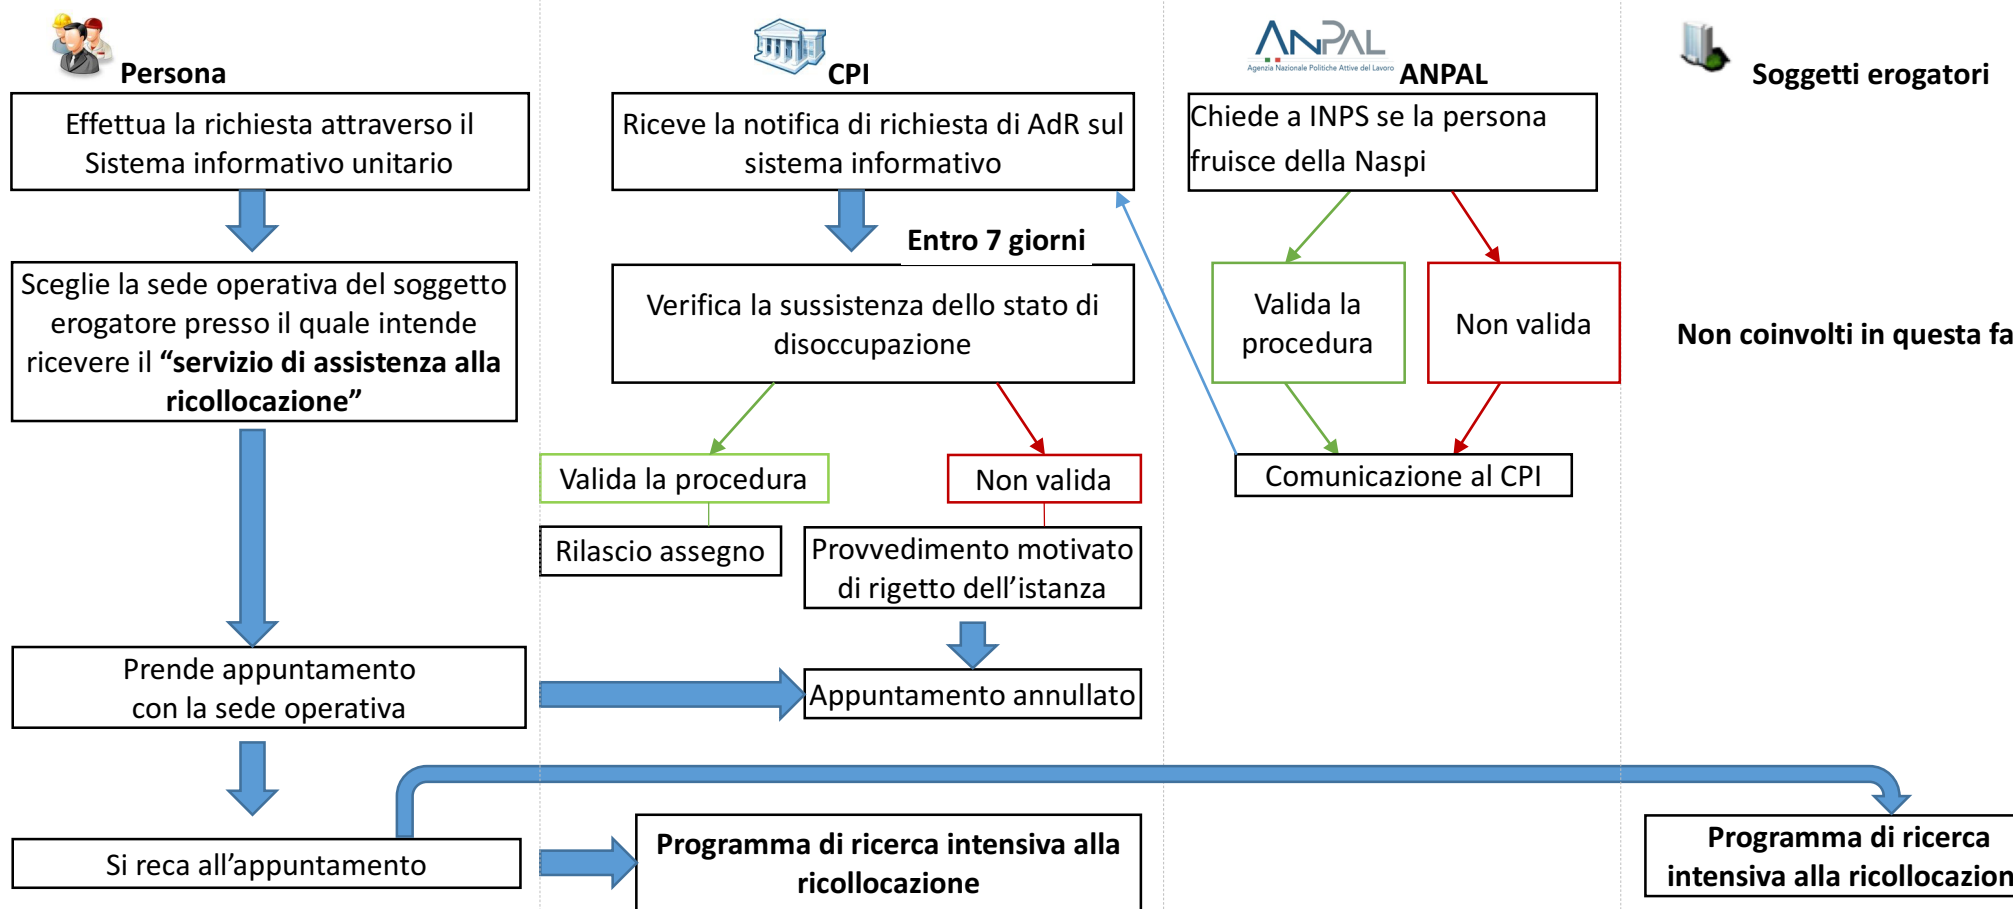 Persona
Effettua la richiesta attraverso il
Sistema informativo unitario
Sceglie la sede operativa del soggetto
erogatore presso il quale intende
ricevere il “servizio di assistenza alla
ricollocazione”
Prende appuntamento
con la sede operativa
Si reca all’appuntamento
CPI
Riceve la notifica di richiesta di AdR sul
sistema informativo
Entro 7 giorni
Verifica la sussistenza dello stato di
disoccupazione
Valida la procedura
Non valida
Rilascio assegno
Provvedimento motivato
di rigetto dell’istanza
Appuntamento annullato
Programma di ricerca intensiva alla
ricollocazione
ANPAL
Agenzia Nazionale Politiche Attive del Lavoro
ANPAL
Chiede a INPS se la persona
fruisce della Naspi
Valida la
procedura
Non valida
Comunicazione al CPI
Soggetti erogatori
Non coinvolti in questa fa
Programma di ricerca
intensiva alla ricollocazion